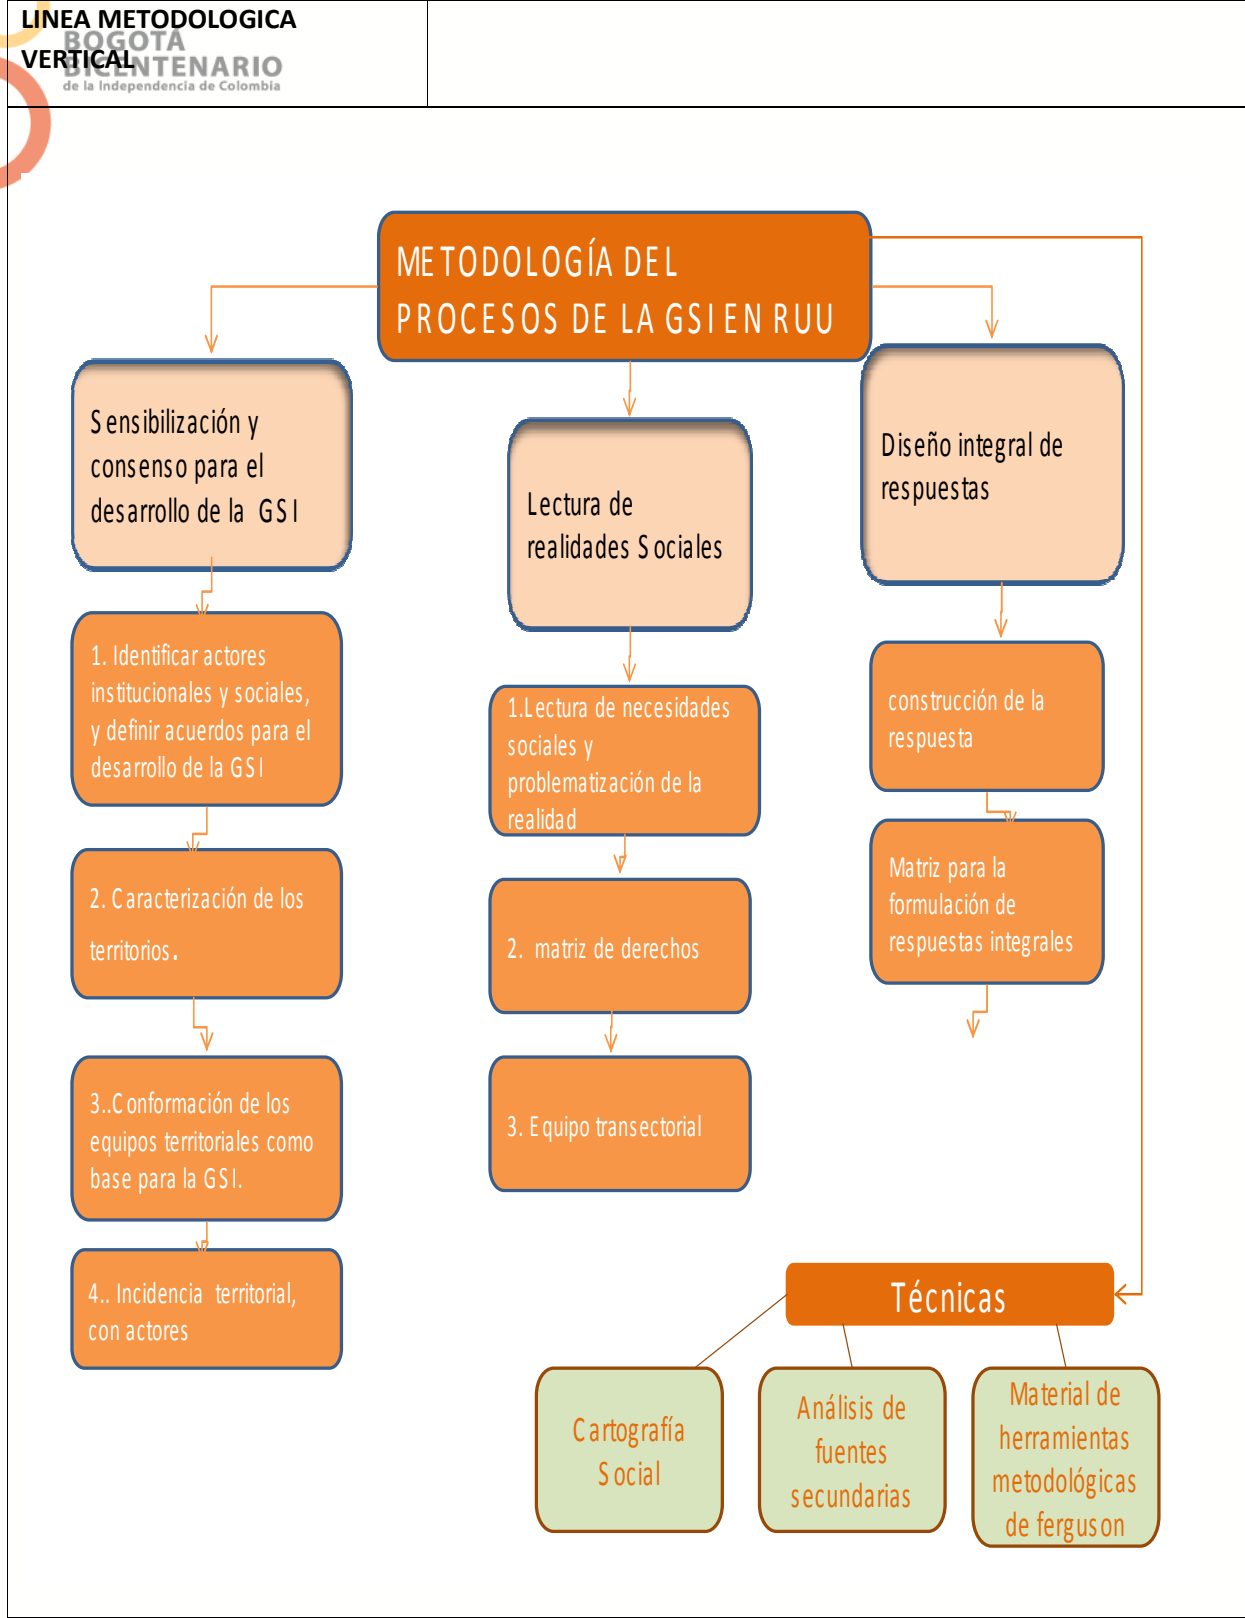 LINEA METODOLOGICA
VERTICAL
BOGOTÁ
BICENTENARIO
de la Independencia de Colombia
METODOLOGÍA DEL
PROCESOS DE LA GSI EN RUU
Sensibilización y
consenso para el
desarrollo de la GSI
1. Identificar actores
institucionales y sociales,
y definir acuerdos para el
desarrollo de la GSI
2. Caracterización de los
territorios.
3..Conformación de los
equipos territoriales como
base para la GSI.
4.. Incidencia territorial,
con actores
Lectura de
realidades Sociales
1.Lectura de necesidades
sociales y
problematización de la
realidad
2. matriz de derechos
3. Equipo transectorial
Diseño integral de
respuestas
construcción de la
respuesta
Matriz para la
formulación de
respuestas integrales
Técnicas
Cartografía
Social
Análisis de
fuentes
secundarias
Material de
herramientas
metodológicas
de ferguson